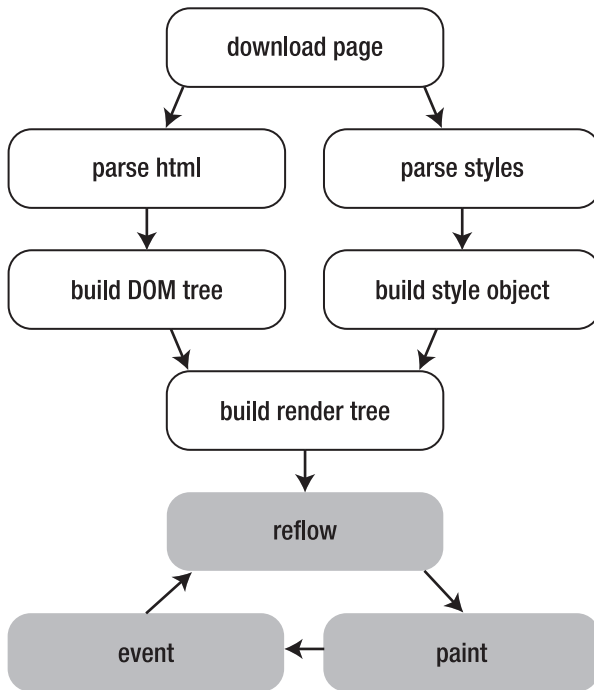 download page
parse html
parse styles
build DOM tree
build style object
build render tree
reflow
event
paint